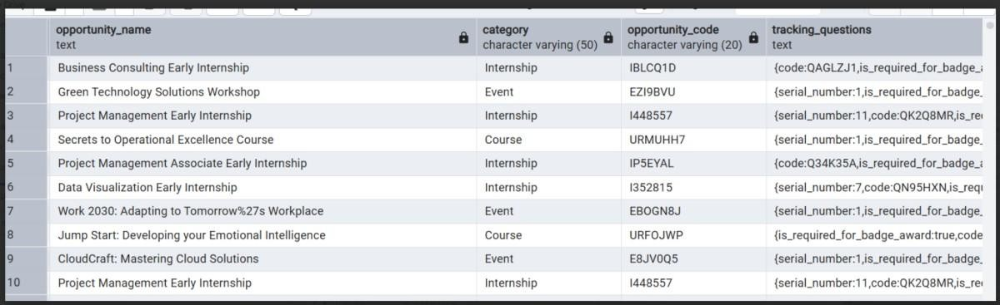 opportunity_name category opportunity_code tracking_questions
text character varying (50) character varying (20) text
1 Business Consulting Early Internship Internship IBLCQ1D {code:QAGLZJ1,is_required_for_badge_
2 Green Technology Solutions Workshop Event EZI9BVU {serial_number:1,is_required_for_badge_
3 Project Management Early Internship Internship I448557 {serial_number:11,code:QK2Q8MR,is_re
4 Secrets to Operational Excellence Course Course URMUHH7 {serial_number:1,is_required_for_badge_
5 Project Management Associate Early Internship Internship IP5EYAL {code:Q34K35A,is_required_for_badge_
6 Data Visualization Early Internship Internship I352815 {serial_number:7,code:QN95HXN,is_req
7 Work 2030: Adapting to Tomorrow%27s Workplace Event EBOGN8J {serial_number:1,is_required_for_badge_
8 Jump Start: Developing your Emotional Intelligence Course URFOJWP {is_required_for_badge_award:true,code
9 CloudCraft: Mastering Cloud Solutions Event E8JV0Q5 {serial_number:1,is_required_for_badge_
10 Project Management Early Internship Internship I448557 {serial_number:11,code:QK2Q8MR,is_re